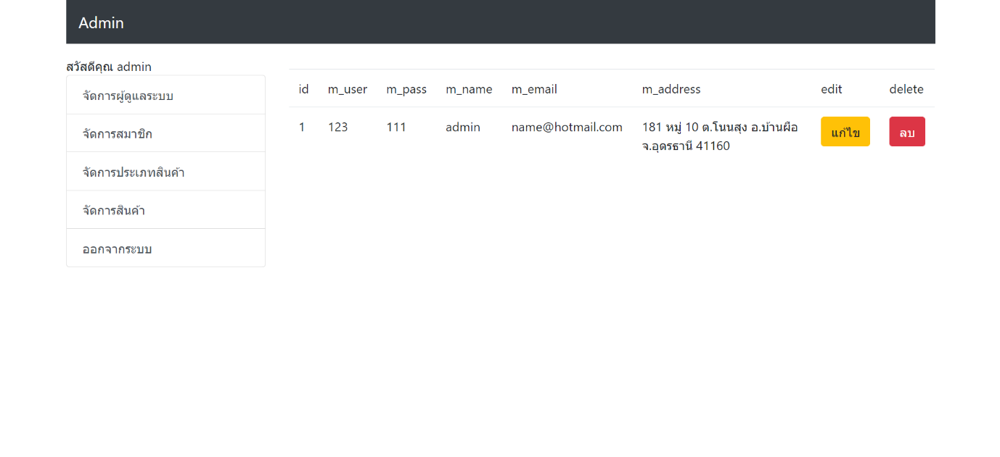 Admin
สวัสดีคุณ admin
จัดการผู้ดูแลระบบ
จัดการสมาชิก
จัดการประเภทสินค้า
จัดการสินค้า
ออกจากระบบ
id m_user m_pass m_name m_email m_address edit delete
1 123 111 admin name@hotmail.com 181 หมู่ 10 ต.โนนสุง อ.บ้านผือ แก้ไข ลบ
จ.อุดรธานี 41160